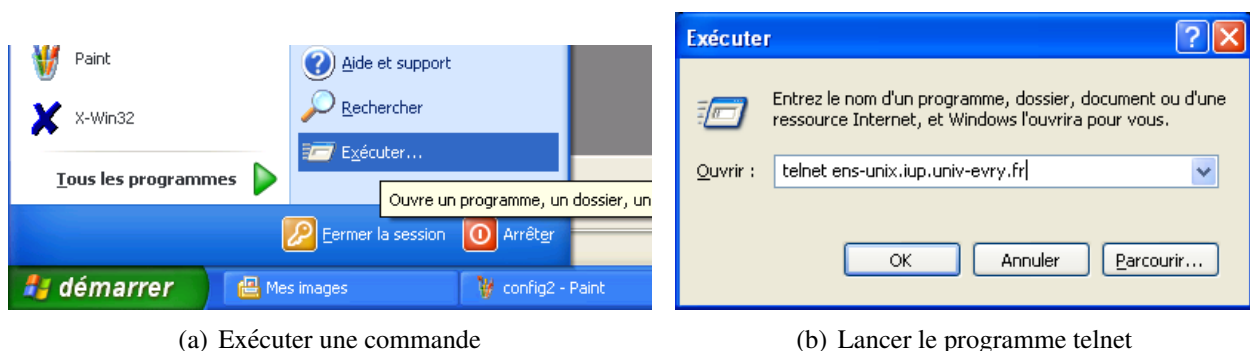 Paint
X-Win32
Tous les programmes
Aide et support
Rechercher
Exécuter...
Ouvre un programme, un dossier, un
Fermer la session
Arrêter
démarrer
Mes images
config2 - Paint
(a) Exécuter une commande
Exécuter
Entrez le nom d'un programme, dossier, document ou d'une
ressource Internet, et Windows l'ouvrira pour vous.
Ouvrir :
telnet ens-unix.iup.univ-evry.fr
OK
Annuler
Parcourir...
(b) Lancer le programme telnet